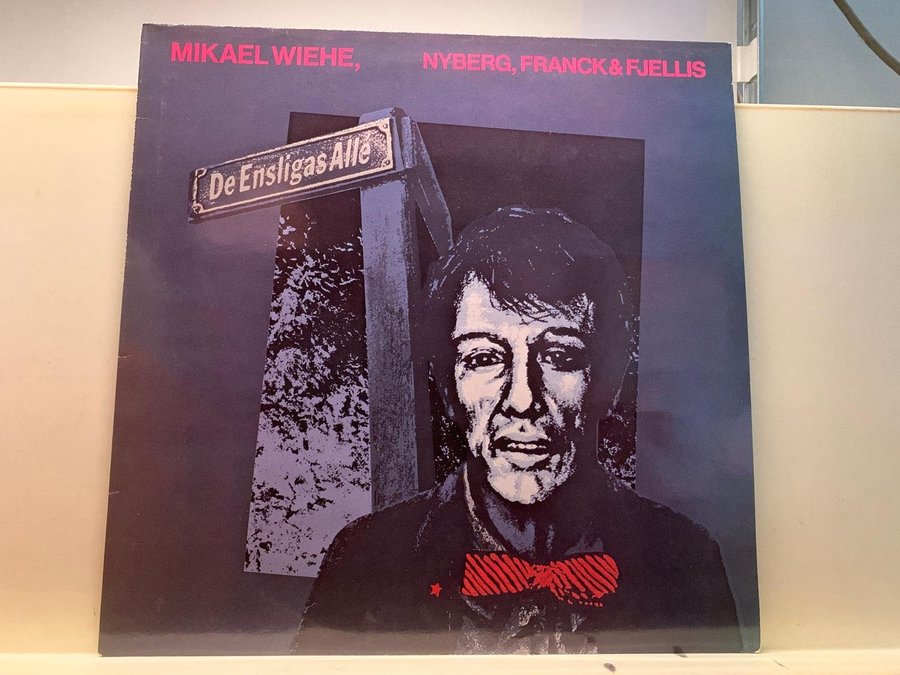 MIKAEL WIEHE, NYBERG, FRANCK & FJELLIS
De Ensligas Allé